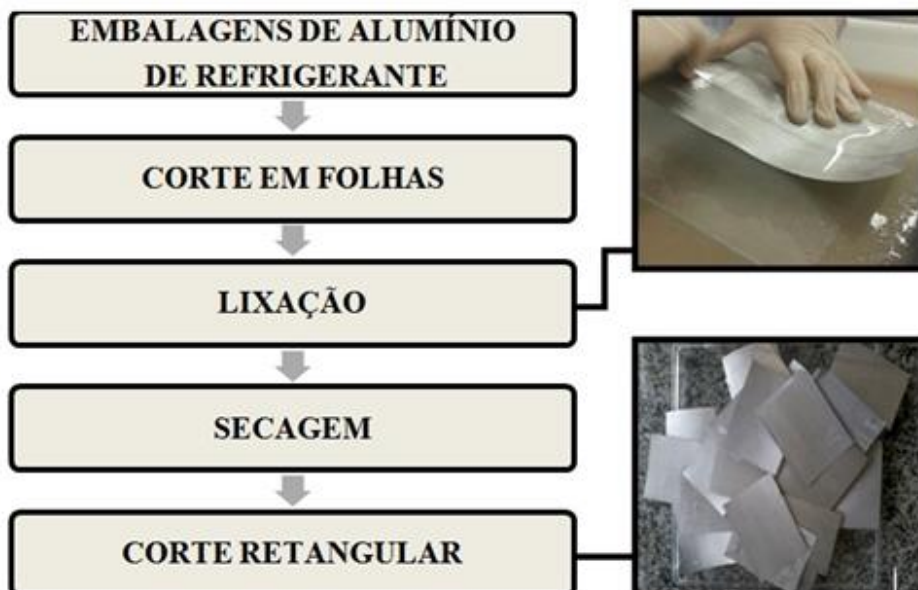 EMBALAGENS DE ALUMÍNIO
DE REFRIGERANTE
CORTE EM FOLHAS
LIXAÇÃO
SECAGEM
CORTE RETANGULAR